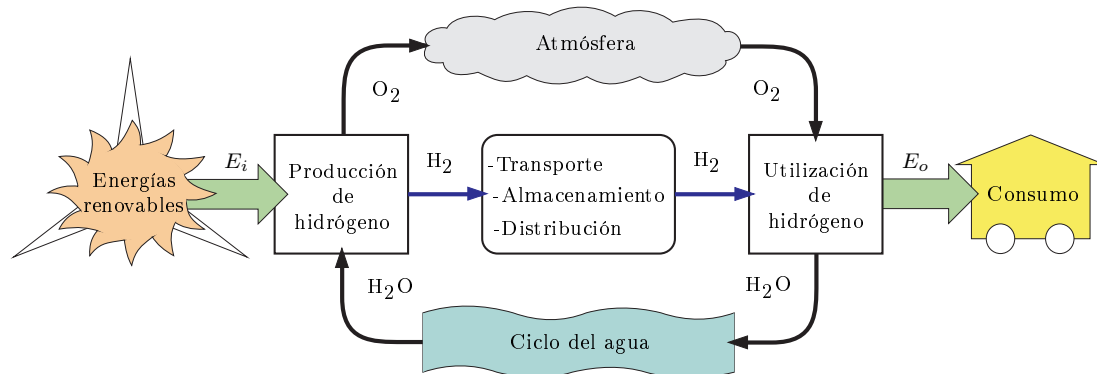 Atmósfera
O2
O2
Energías
renovables
Ei
Producción
de
hidrógeno
H2
-Transporte
-Almacenamiento
-Distribución
H2
Utilización
de
hidrógeno
Eo
Consumo
H2O
H2O
Ciclo del agua